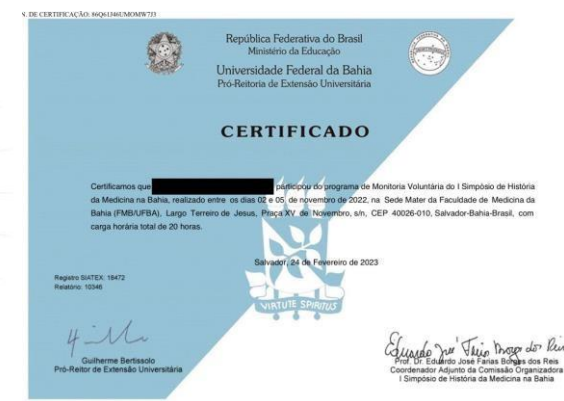 N. DE CERTIFICAÇÃO: 86Q61346UMOMW733
República Federativa do Brasil
Ministério da Educação
Universidade Federal da Bahia
Pró-Reitoria de Extensão Universitária
CERTIFICADO
Certificamos que participou do programa de Monitoria Voluntária do I Simpósio de História
da Medicina na Bahia, realizado entre os dias 02 e 05 de novembro de 2022, na Sede Mater da Faculdade de Medicina da
Bahia (FMB/UFBA), Largo Terreiro de Jesus, Praça XV de Novembro, s/n, CEP 40026-010, Salvador-Bahia-Brasil, com
carga horária total de 20 horas.
Salvador, 24 de Fevereiro de 2023
Registro SIATEX: 18472
Relatório: 10346
VIRTUTE SPIRITUS
Guilherme Bertissolo
Pró-Reitor de Extensão Universitária
Prof. Dr. Eduardo José Farias Borges dos Reis
Coordenador Adjunto da Comissão Organizadora
I Simpósio de História da Medicina na Bahia